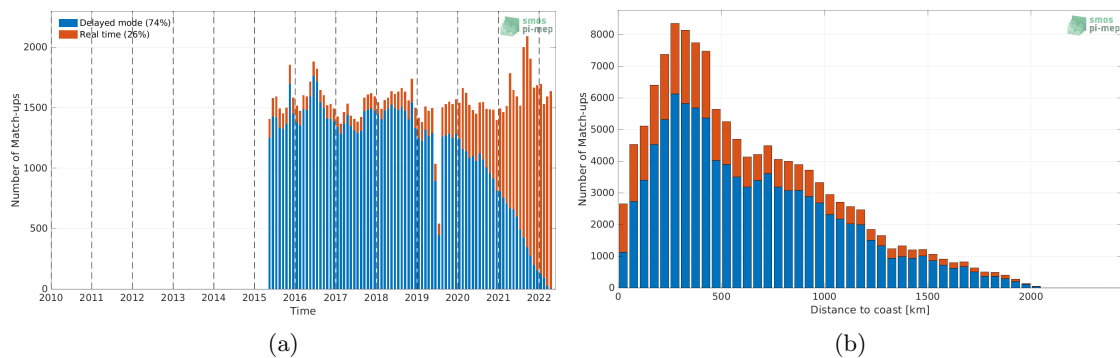 Delayed mode (74%)
Real time (26%)
smos
pi-mep
Number of Match-ups
2000
1500
1000
500
0
2010 2011 2012 2013 2014 2015 2016 2017 2018 2019 2020 2021 2022
Time
(a)
smos
pi-mep
Number of Match-ups
8000
7000
6000
5000
4000
3000
2000
1000
0
0 500 1000 1500 2000
Distance to coast [km]
(b)